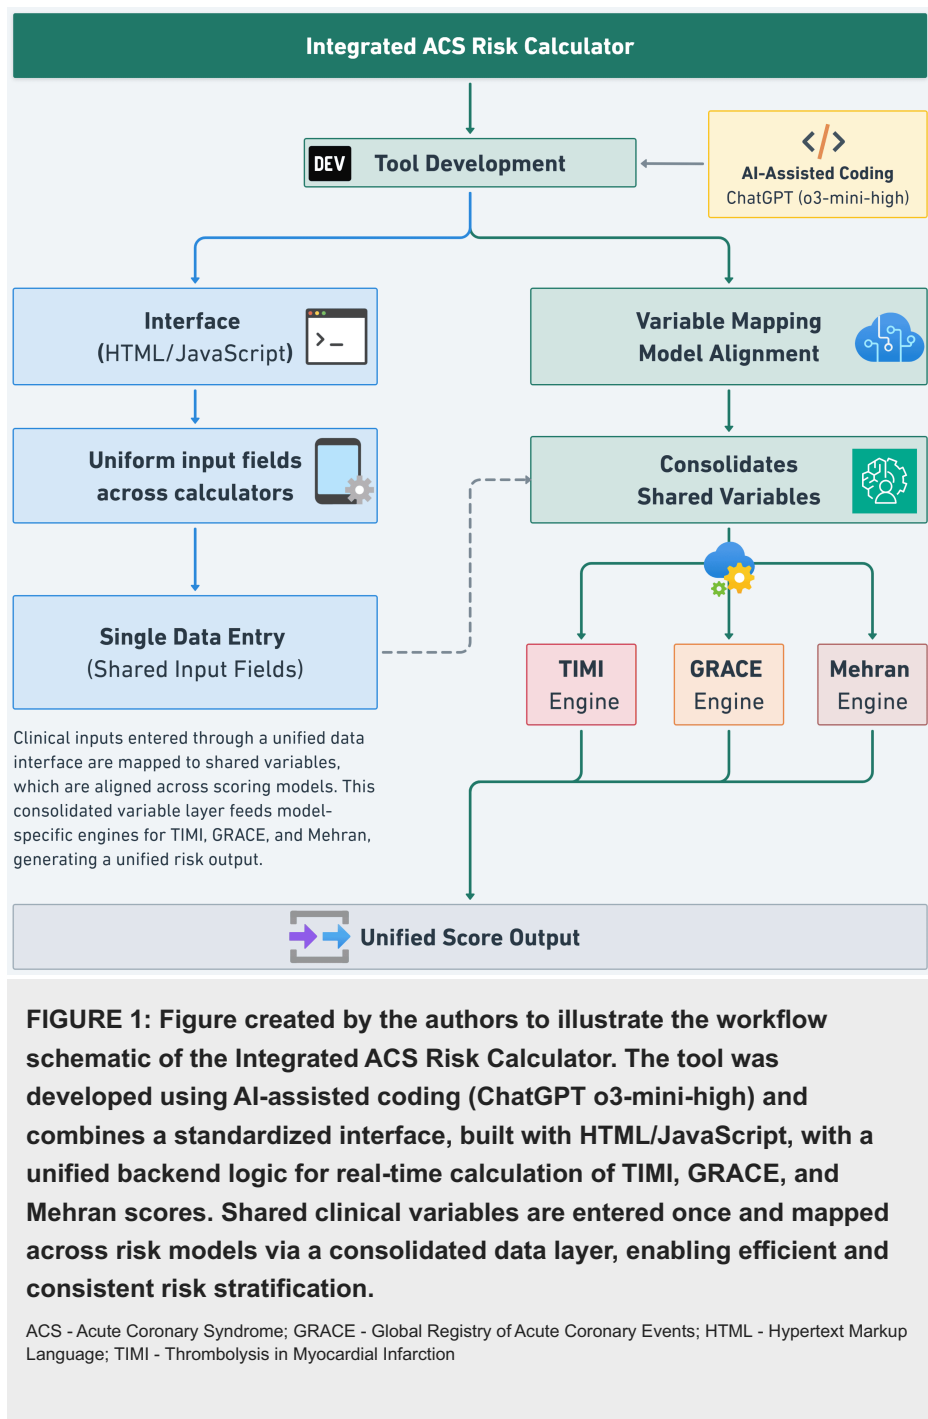 Integrated ACS Risk Calculator
DEV Tool Development
AI-Assisted Coding
ChatGPT (o3-mini-high)
Interface
(HTML/JavaScript)
Variable Mapping
Model Alignment
Uniform input fields
across calculators
Consolidates
Shared Variables
Single Data Entry
(Shared Input Fields)
TIMI
Engine
GRACE
Engine
Mehran
Engine
Clinical inputs entered through a unified data
interface are mapped to shared variables,
which are aligned across scoring models. This
consolidated variable layer feeds model-
specific engines for TIMI, GRACE, and Mehran,
generating a unified risk output.
Unified Score Output
FIGURE 1: Figure created by the authors to illustrate the workflow
schematic of the Integrated ACS Risk Calculator. The tool was
developed using AI-assisted coding (ChatGPT o3-mini-high) and
combines a standardized interface, built with HTML/JavaScript, with a
unified backend logic for real-time calculation of TIMI, GRACE, and
Mehran scores. Shared clinical variables are entered once and mapped
across risk models via a consolidated data layer, enabling efficient and
consistent risk stratification.
ACS - Acute Coronary Syndrome; GRACE - Global Registry of Acute Coronary Events; HTML - Hypertext Markup
Language; TIMI - Thrombolysis in Myocardial Infarction